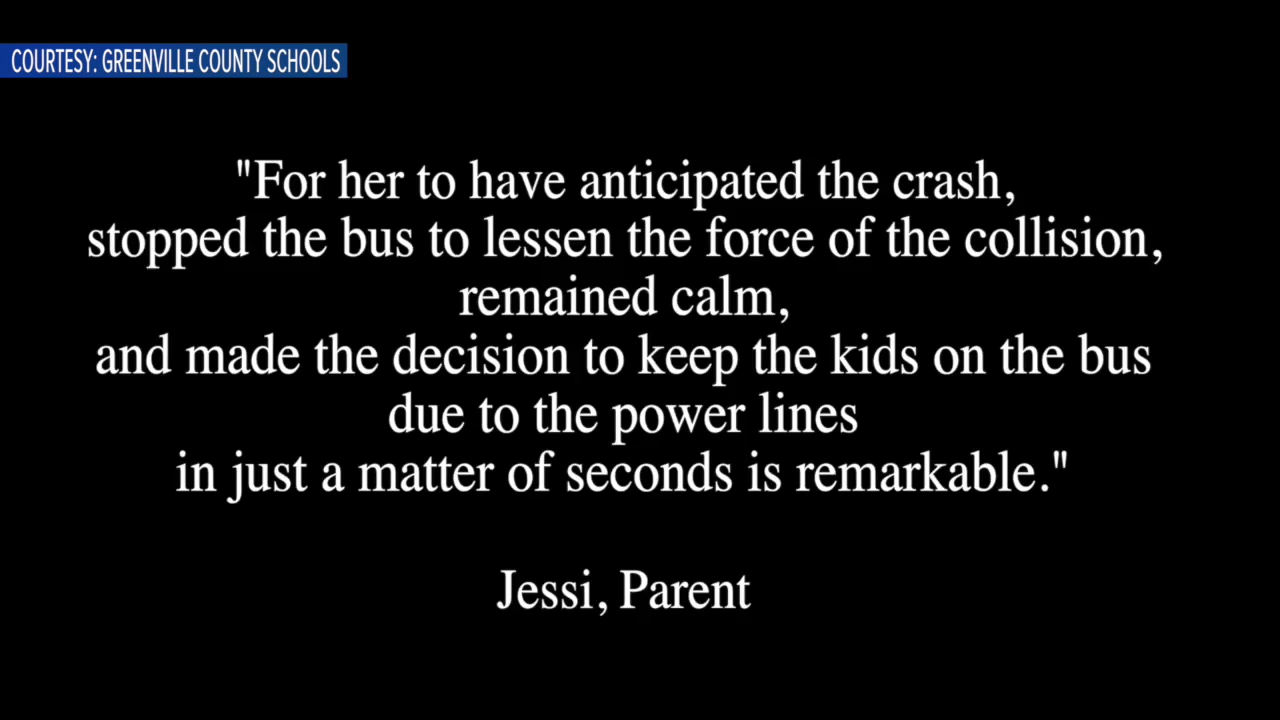 COURTESY: GREENVILLE COUNTY SCHOOLS
"For her to have anticipated the crash,
stopped the bus to lessen the force of the collision,
remained calm,
and made the decision to keep the kids on the bus
due to the power lines
in just a matter of seconds is remarkable."
Jessi, Parent